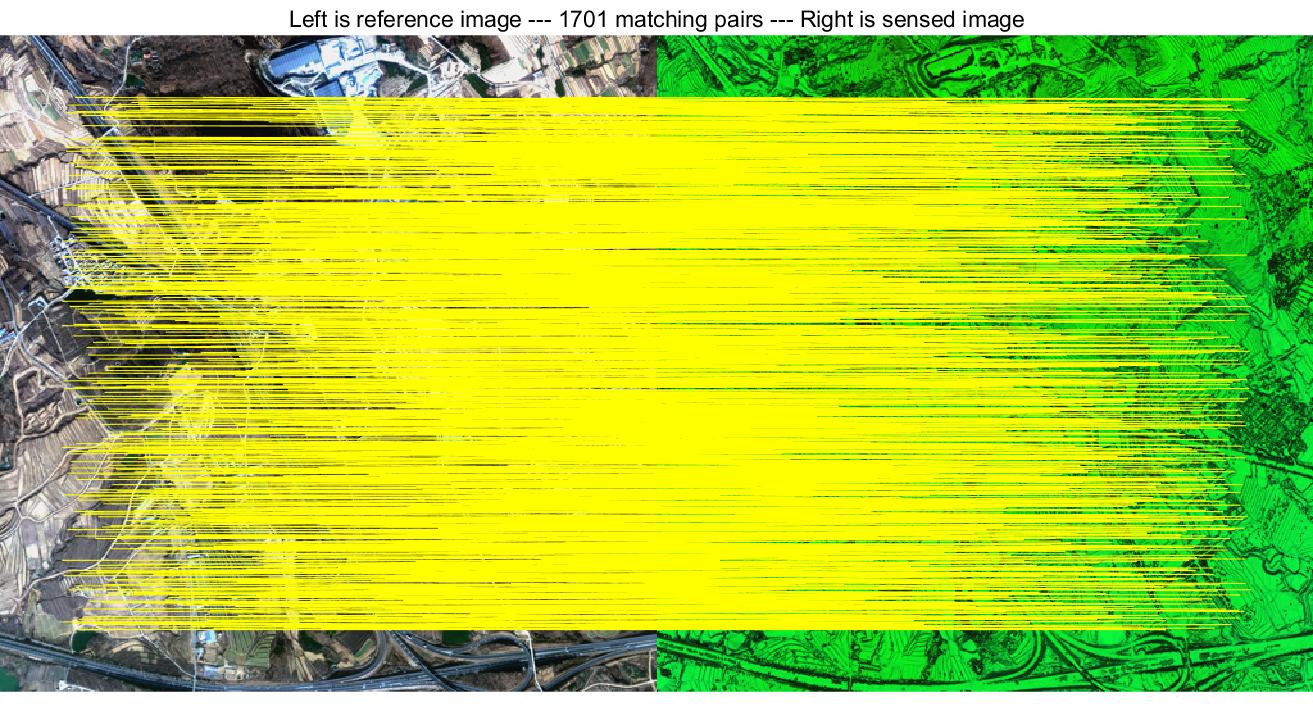 Left is reference image --- 1701 matching pairs --- Right is sensed image